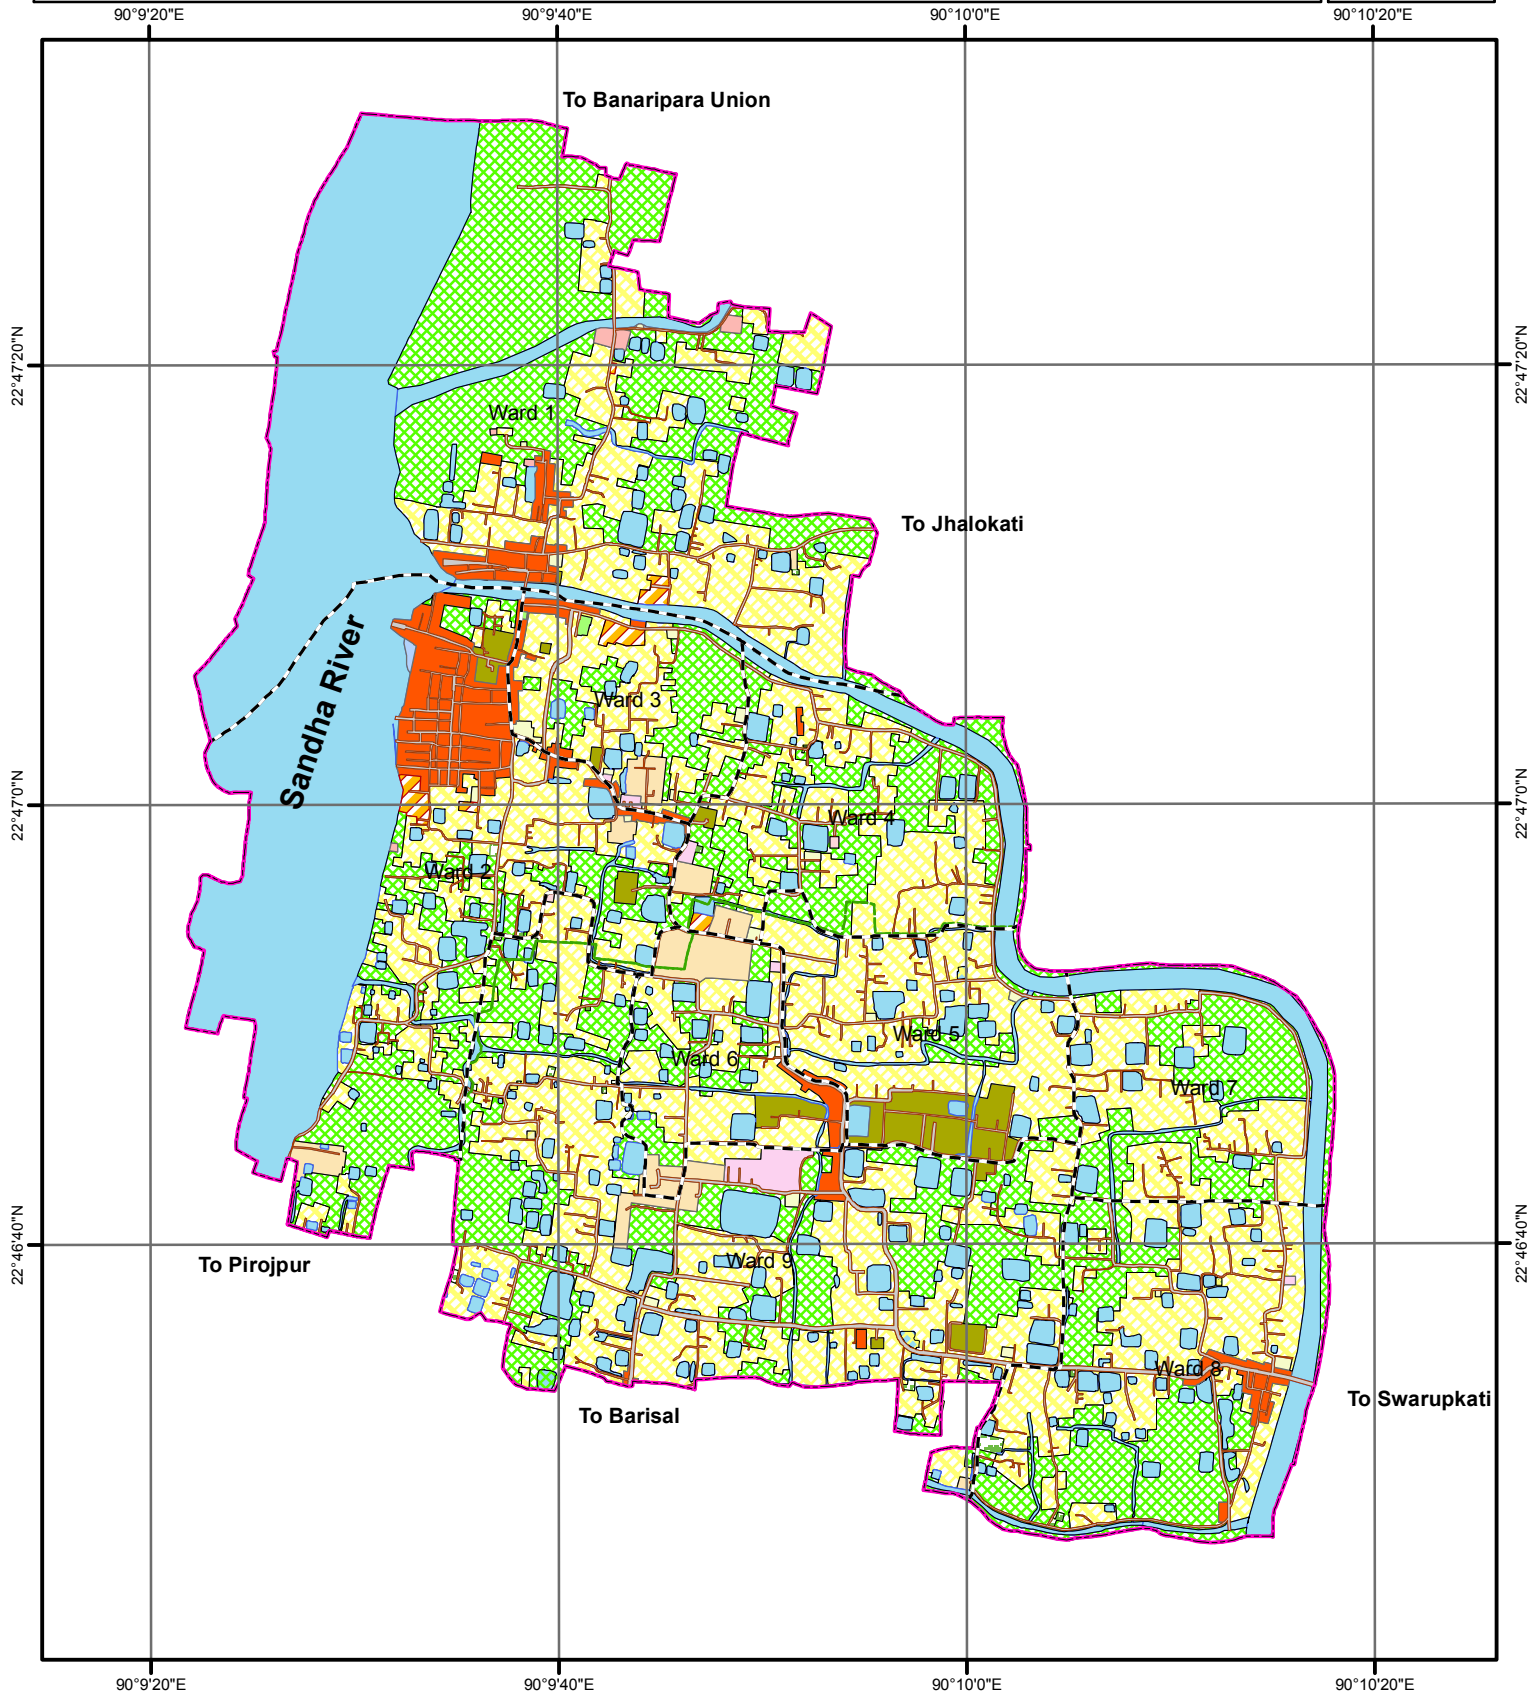 90°9'20"E
90°9'40"E
90°10'0"E
90°10'20"E
To Banaripara Union
22°47'20"N
22°47'20"N
Ward 1
To Jhalokati
Sandha River
Ward 3
22°47'0"N
22°47'0"N
Ward 4
Ward 2
Ward 5
Ward 6
Ward 7
22°46'40"N
22°46'40"N
To Pirojpur
Ward 9
Ward 8
To Swarupkati
To Barisal
90°9'20"E
90°9'40"E
90°10'0"E
90°10'20"E